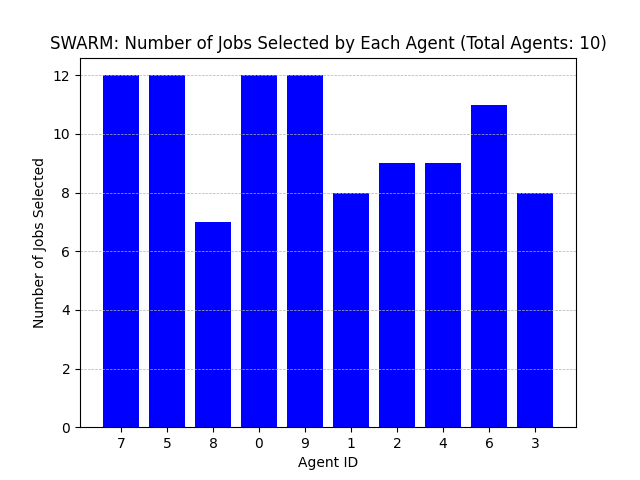 SWARM: Number of Jobs Selected by Each Agent (Total Agents: 10)
12
10
8
6
4
2
0
Number of Jobs Selected
7 5 8 0 9 1 2 4 6 3
Agent ID